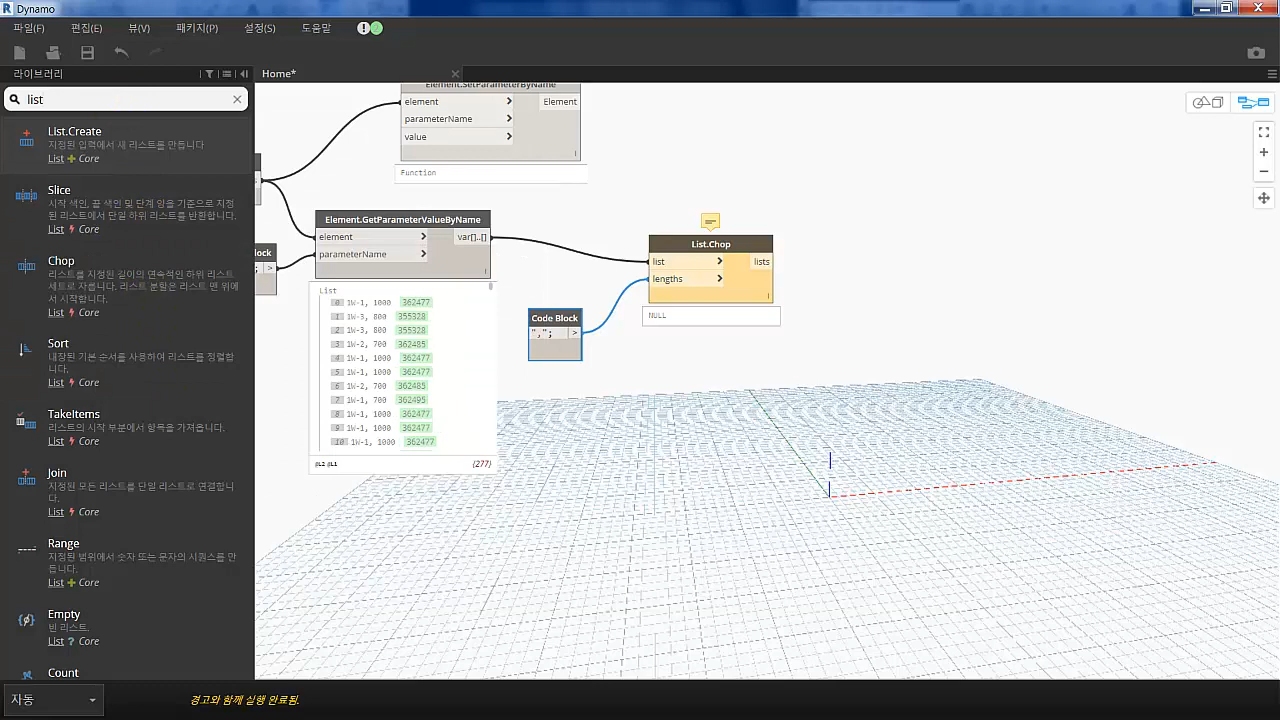 Dynamo
파일(F) 편집(E) 뷰(V) 패키지(P) 설정(S) 도움말
라이브러리
Home*
list
List.Create
지정된 입력에서 새 리스트를 만듭니다
List Core
Slice
시작 색인, 끝 색인 및 단계 양을 기준으로 지정
된 리스트에서 단일 하위 리스트를 반환합니다.
List Core
Chop
리스트를 지정된 길이의 연속적인 하위 리스트
세트로 자릅니다. 리스트 분할은 리스트 맨 위에
서 시작합니다.
List Core
Sort
내장된 기본 순서를 사용하여 리스트를 정렬합
니다.
List Core
TakeItems
리스트의 시작 부분에서 항목을 가져옵니다.
List Core
Join
지정된 모든 리스트를 단일 리스트로 연결합니
다.
List Core
Range
지정된 범위에서 숫자 또는 문자의 시퀀스를 만
듭니다.
List Core
Empty
빈 리스트.
List ? Core
Count
Element.SetParameterByName
element > Element
parameterName >
value >
Function
lock
; >
Element.GetParameterValueByName
element > var[]..[]
parameterName >
List
0 1W-1, 1000 362477
1 1W-3, 800 355328
2 1W-3, 800 355328
3 1W-2, 700 362485
4 1W-1, 1000 362477
5 1W-1, 1000 362477
6 1W-2, 700 362485
7 1W-1, 700 362495
8 1W-1, 1000 362477
9 1W-1, 1000 362477
10 1W-1, 1000 362477
@L2 @L1 {277}
Code Block
","; >
List.Chop
list > lists
lengths >
NULL
자동
경고와 함께 실행 완료됨.